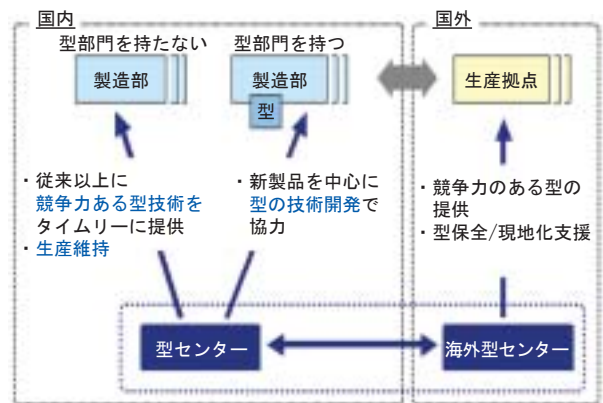 国内
国外
型部門を持たない
型部門を持つ
製造部
製造部
型
生産拠点
・従来以上に
競争力ある型技術を
タイムリーに提供
・生産維持
・新製品を中心に
型の技術開発で
協力
・競争力のある型の
提供
・型保全/現地化支援
型センター
海外型センター